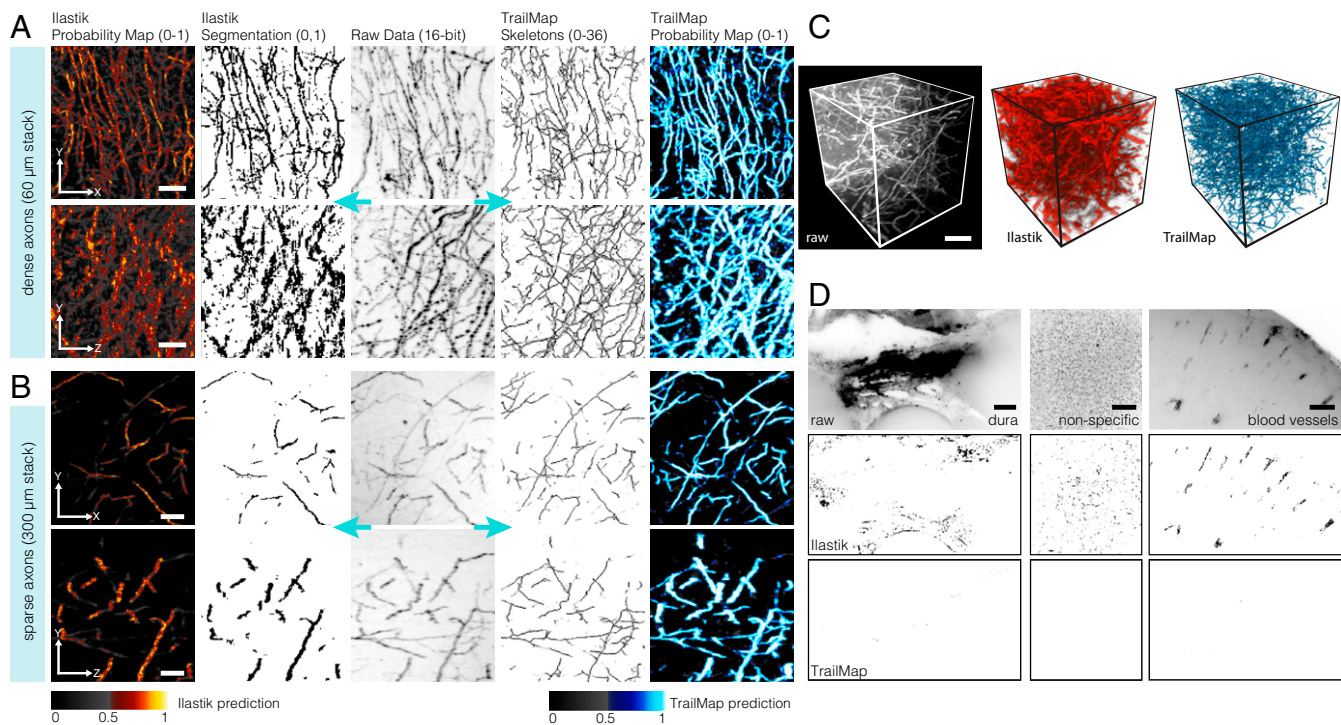 A
Ilastik
Probability Map (0-1)
Ilastik
Segmentation (0,1)
Raw Data (16-bit)
TrailMap
Skeletons (0-36)
TrailMap
Probability Map (0-1)
dense axons (60 µm stack)
Y
X
Y
Z
B
sparse axons (300 µm stack)
Y
X
Y
Z
0 0.5 1
Ilastik prediction
0 0.5 1
TrailMap prediction
C
raw
Ilastik
TrailMap
D
raw
dura
non-specific
blood vessels
Ilastik
TrailMap